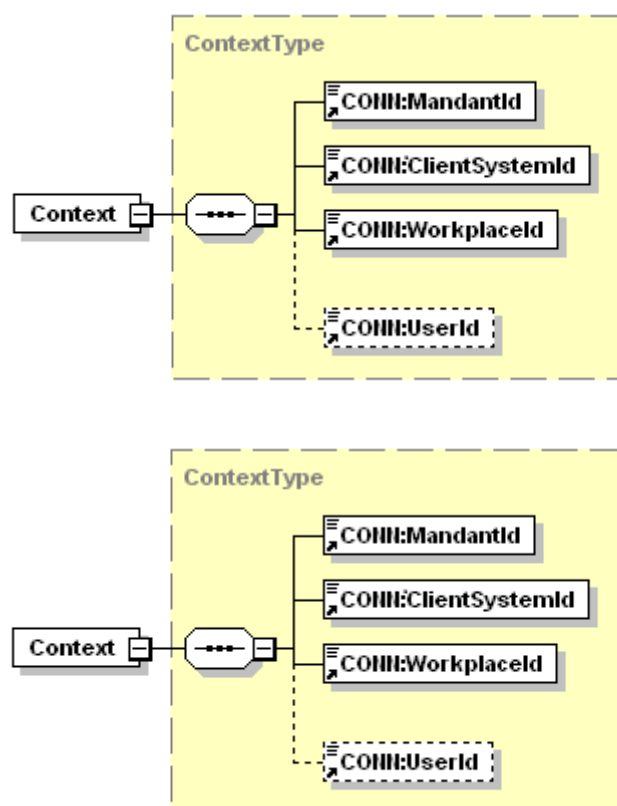 ContextType
CONN:MandantId
CONN:ClientSystemId
Context
CONN:WorkplaceId
CONN:UserId
ContextType
CONN:MandantId
CONN:ClientSystemId
Context
CONN:WorkplaceId
CONN:UserId